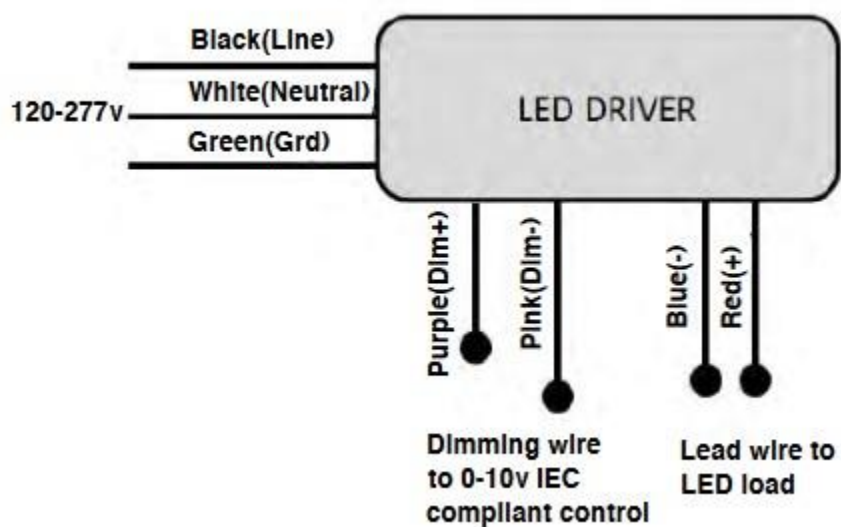 Black(Line)
White(Neutral)
120-277v
Green(Grd)
LED DRIVER
Purple(Dim+)
Pink(Dim-)
Blue(-)
Red(+)
Dimming wire
to 0-10v IEC
compliant control
Lead wire to
LED load